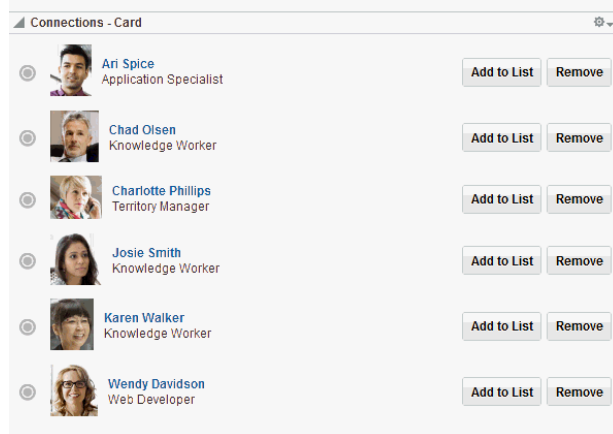 Connections - Card
Ari Spice
Application Specialist
Add to List Remove
Chad Olsen
Knowledge Worker
Add to List Remove
Charlotte Phillips
Territory Manager
Add to List Remove
Josie Smith
Knowledge Worker
Add to List Remove
Karen Walker
Knowledge Worker
Add to List Remove
Wendy Davidson
Web Developer
Add to List Remove